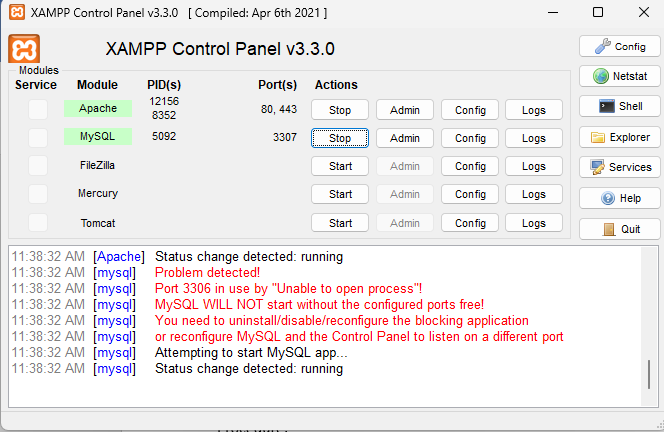 XAMPP Control Panel v3.3.0 [ Compiled: Apr 6th 2021 ]
XAMPP Control Panel v3.3.0
Config
Modules
Service Module PID(s) Port(s) Actions
Netstat
Apache 12156 8352 80, 443 Stop Admin Config Logs
Shell
MySQL 5092 3307 Stop Admin Config Logs
Explorer
FileZilla Start Admin Config Logs
Services
Mercury Start Admin Config Logs
Help
Tomcat Start Admin Config Logs
Quit
11:38:32 AM [Apache] Status change detected: running
11:38:32 AM [mysql] Problem detected!
11:38:32 AM [mysql] Port 3306 in use by "Unable to open process"!
11:38:32 AM [mysql] MySQL WILL NOT start without the configured ports free!
11:38:32 AM [mysql] You need to uninstall/disable/reconfigure the blocking application
11:38:32 AM [mysql] or reconfigure MySQL and the Control Panel to listen on a different port
11:38:32 AM [mysql] Attempting to start MySQL app...
11:38:32 AM [mysql] Status change detected: running